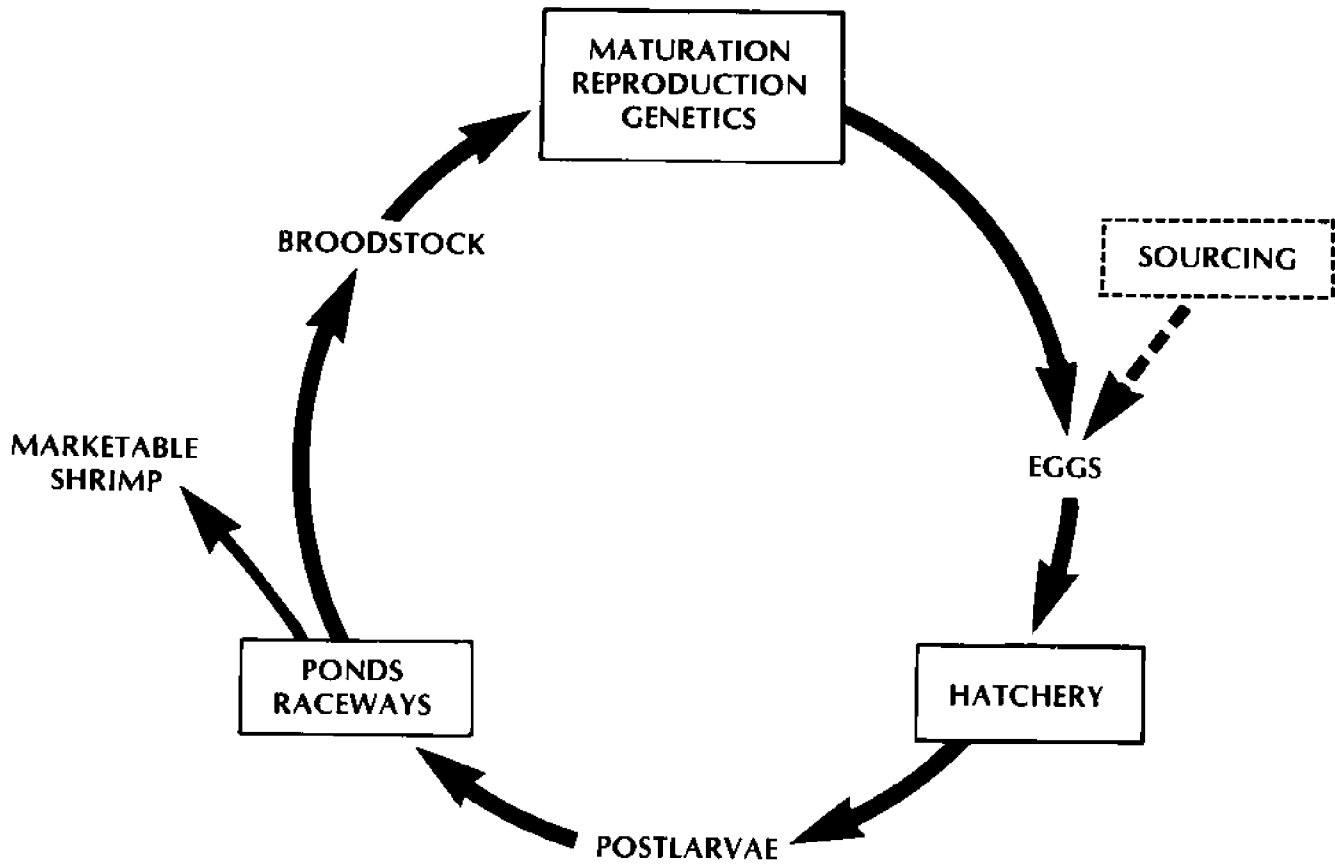 MATURATION
REPRODUCTION
GENETICS
SOURCING
BROODSTOCK
EGGS
MARKETABLE
SHRIMP
PONDS
RACEWAYS
HATCHERY
POSTLARVAE